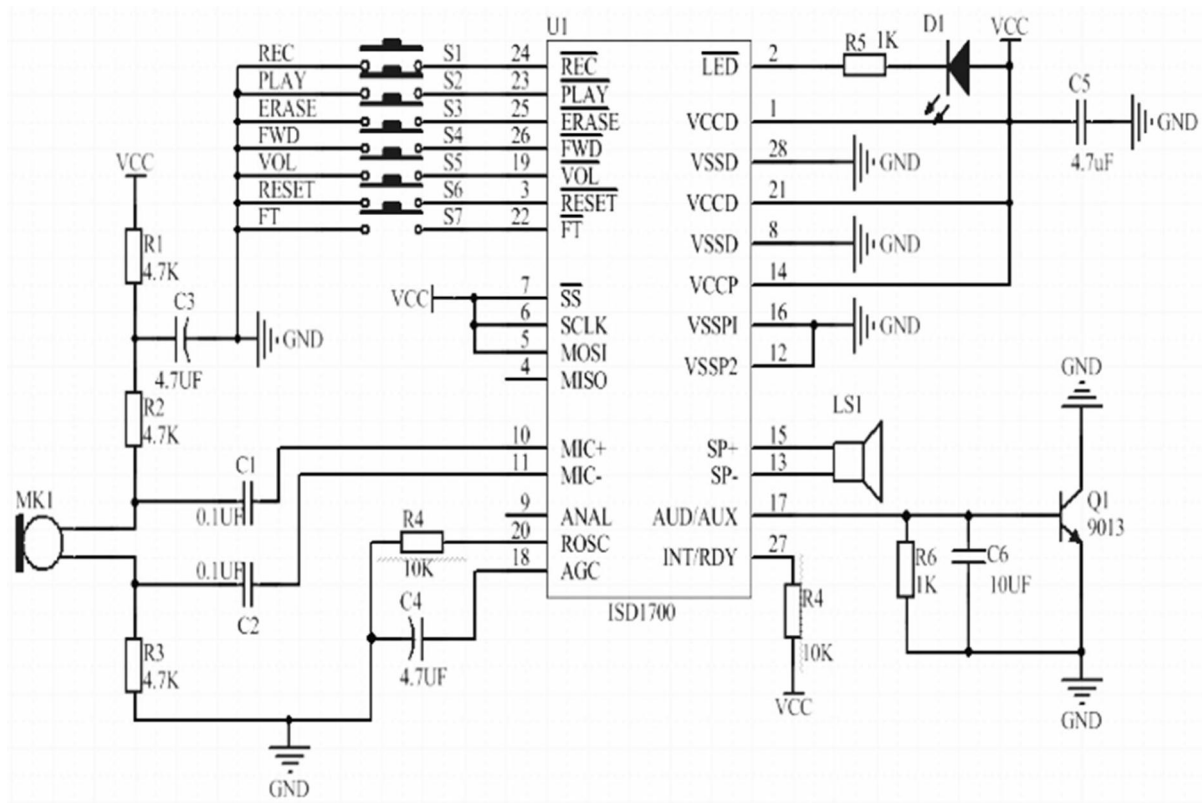 U1
REC S1 24 REC
PLAY S2 23 PLAY
ERASE S3 25 ERASE
FWD S4 26 FWD
VOL S5 19 VOL
RESET S6 3 RESET
FT S7 22 FT
VCC
R1
4.7K
C3
4.7UF
GND
R2
4.7K
VCC 7 SS
6 SCLK
5 MOSI
4 MISO
10 MIC+
11 MIC-
9 ANAL
20 ROSC
18 AGC
C1
0.1UF
MK1
0.1UF
C2
R3
4.7K
R4
10K
C4
4.7UF
GND
LED 2 R5 1K D1 VCC
VCCD 1
C5
4.7uF
GND
VSSD 28 GND
VCCD 21
VSSD 8 GND
VCCP 14
VSSP1 16 GND
VSSP2 12
LS1
SP+ 15
SP- 13
AUD/AUX 17
INT/RDY 27
ISD1700
R4
10K
VCC
R6
1K
C6
10UF
GND
Q1
9013
GND